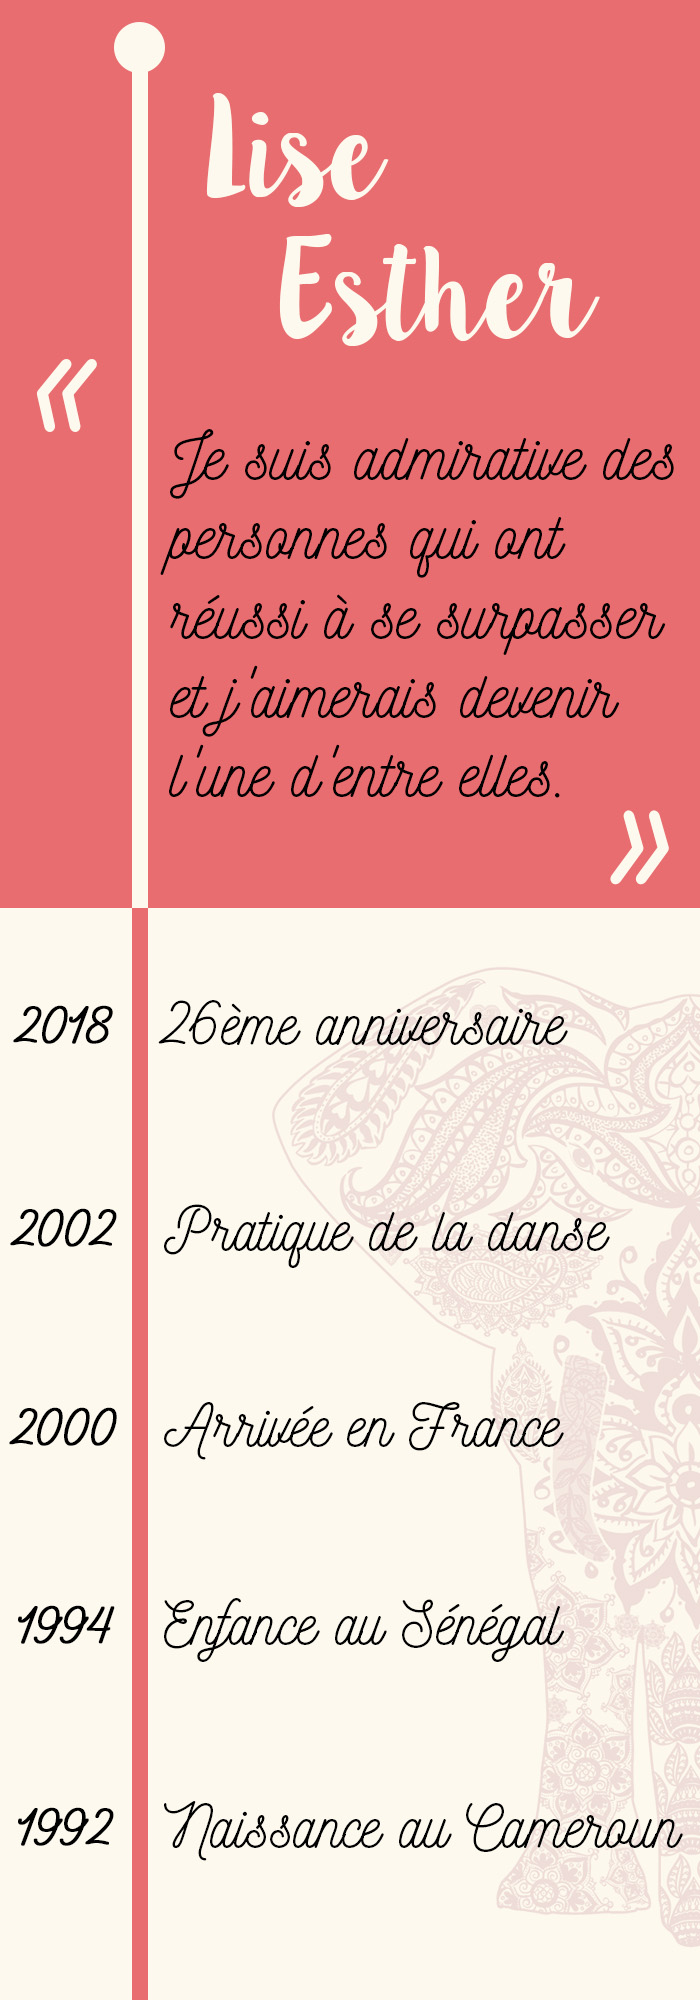 Lise
Esther
«
Je suis admirative des
personnes qui ont
réussi à se surpasser
et j'aimerais devenir
l'une d'entre elles.
»
2018 26ème anniversaire
2002 Pratique de la danse
2000 Arrivée en France
1994 Enfance au Sénégal
1992 Naissance au Cameroun